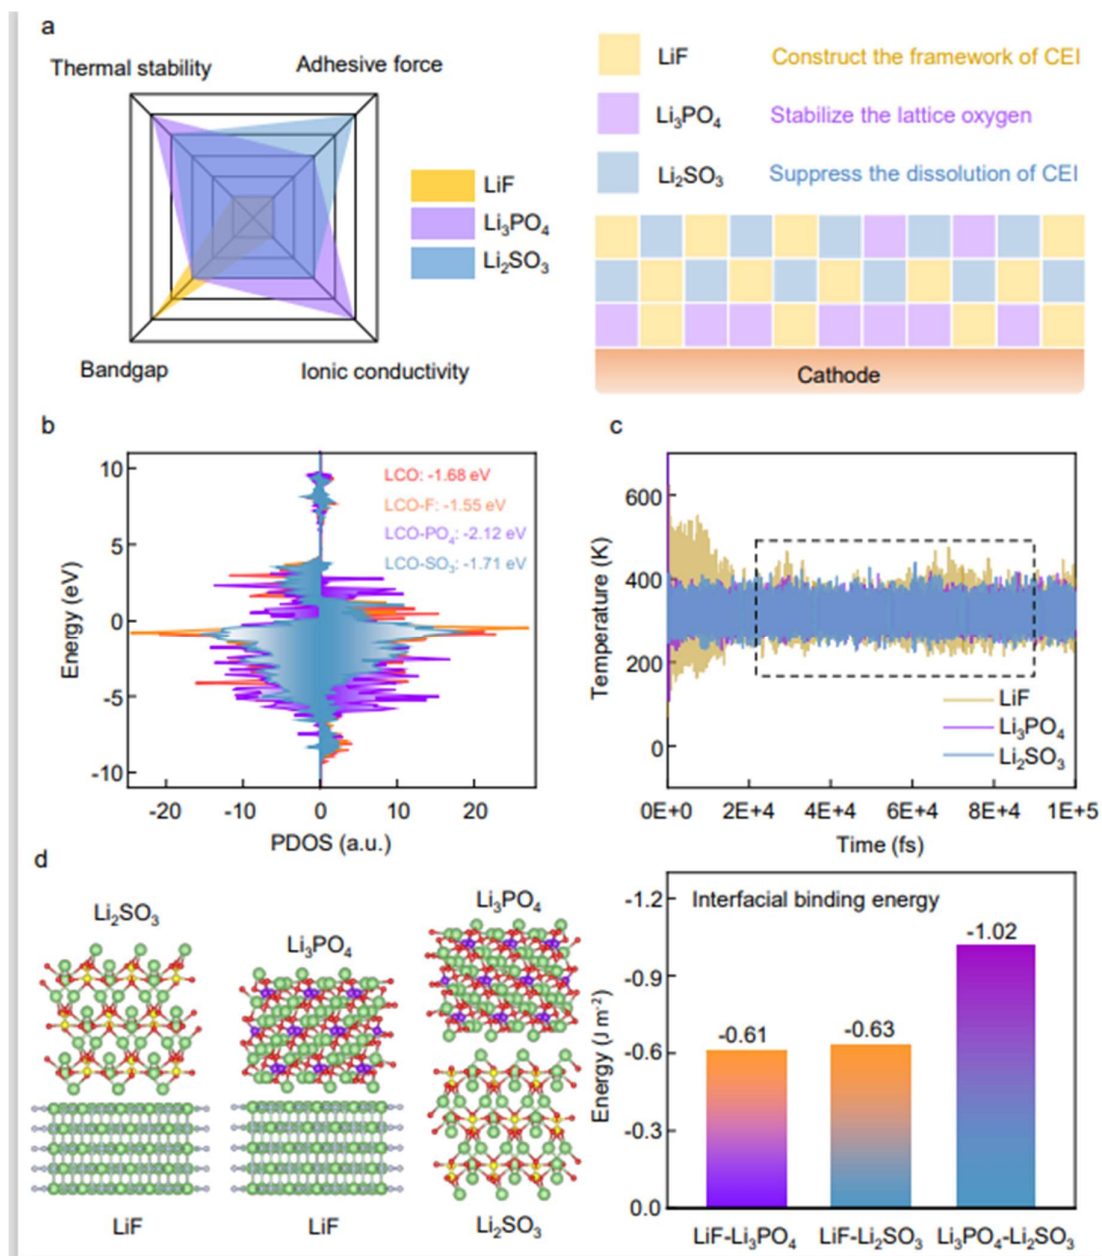 a
Thermal stability
Adhesive force
Bandgap
Ionic conductivity
LiF
Li₃PO₄
Li₂SO₃
LiF Construct the framework of CEI
Li₃PO₄ Stabilize the lattice oxygen
Li₂SO₃ Suppress the dissolution of CEI
Cathode
b
LCO: -1.68 eV
LCO-F: -1.55 eV
LCO-PO₄: -2.12 eV
LCO-SO₃: -1.71 eV
Energy (eV)
10
5
0
-5
-10
-20 -10 0 10 20
PDOS (a.u.)
c
Temperature (K)
600
400
200
0
LiF
Li₃PO₄
Li₂SO₃
0E+0 2E+4 4E+4 6E+4 8E+4 1E+5
Time (fs)
d
Li₂SO₃
LiF
Li₃PO₄
LiF
Li₃PO₄
Li₂SO₃
Interfacial binding energy
Energy (J m⁻²)
-1.2
-0.9
-0.6
-0.3
0.0
-0.61
-0.63
-1.02
LiF-Li₃PO₄ LiF-Li₂SO₃ Li₃PO₄-Li₂SO₃